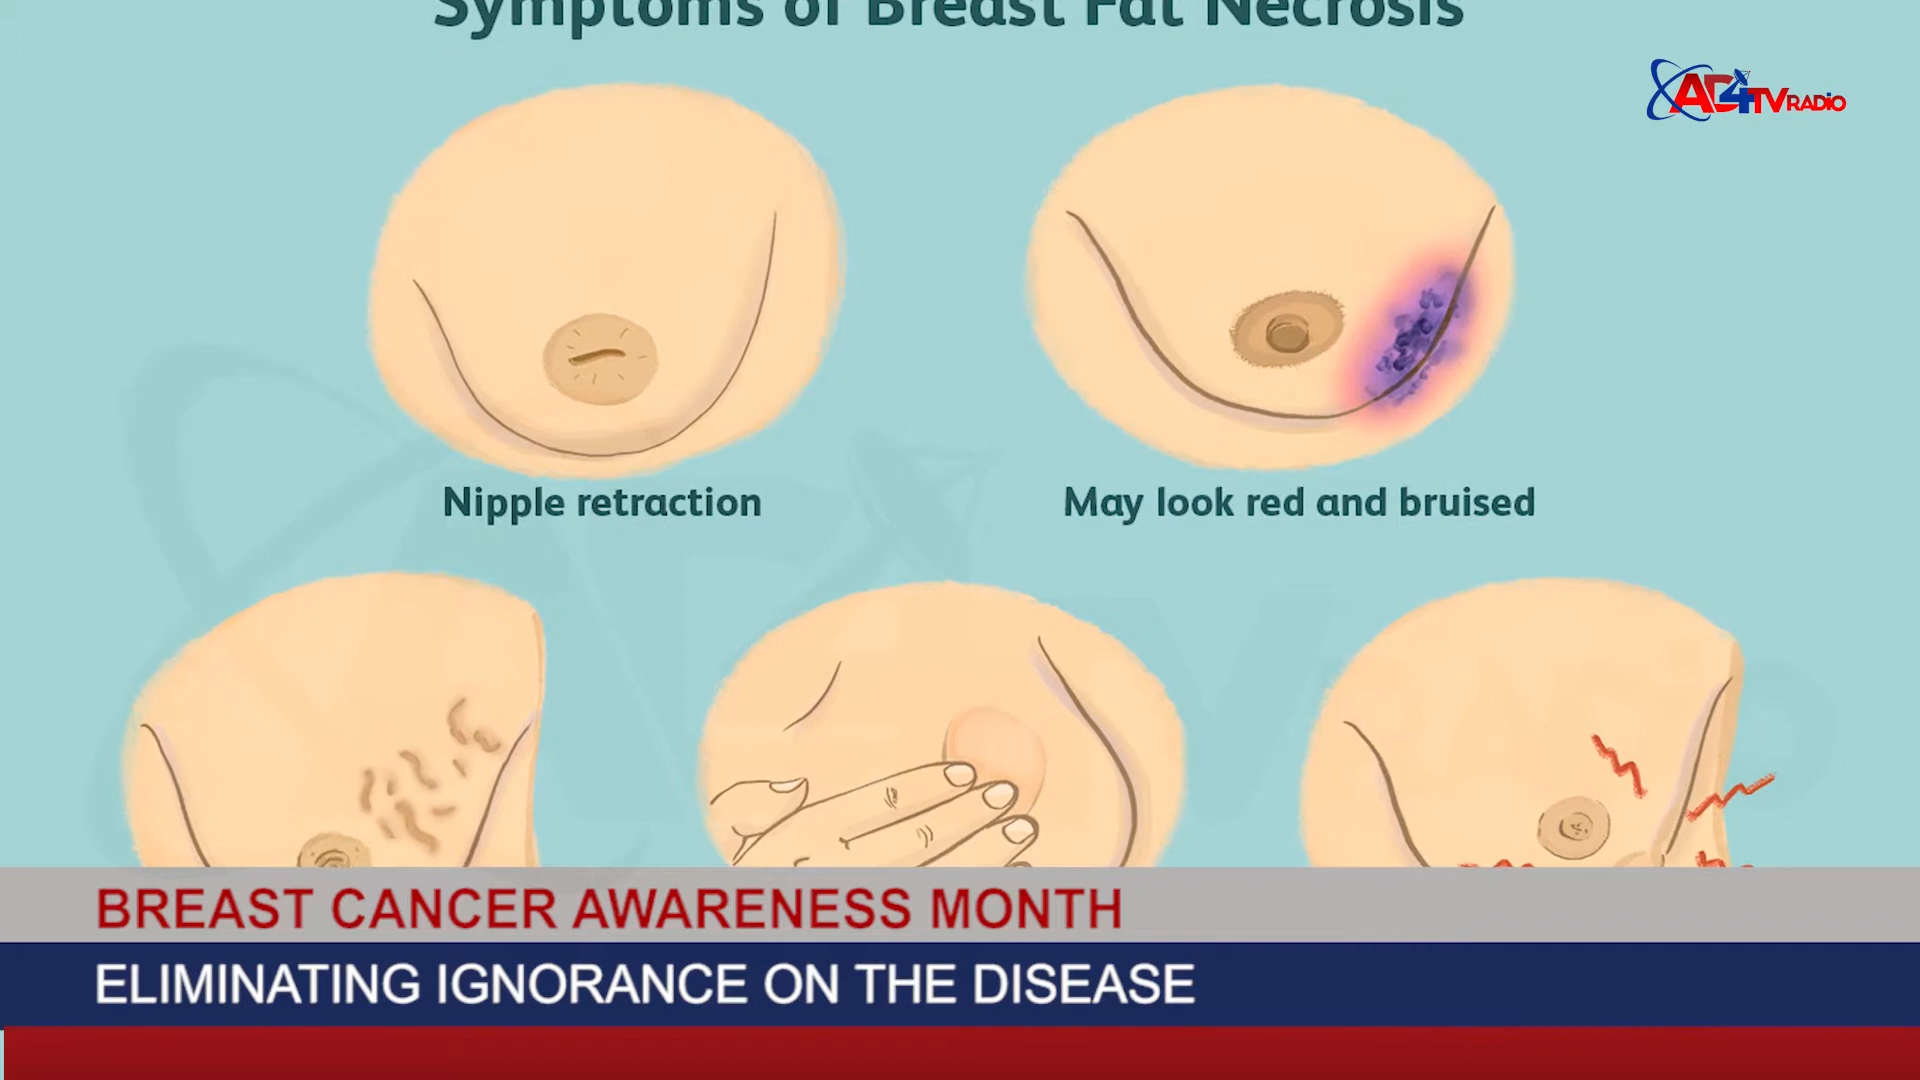 Symptoms of Breast Fat Necrosis
AD4TV RADIO
Nipple retraction
May look red and bruised
BREAST CANCER AWARENESS MONTH
ELIMINATING IGNORANCE ON THE DISEASE